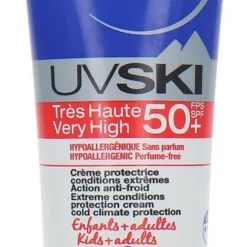 UVSKI
Très Haute
Very High
50+
FPS
SPF
HYPOALLERGÉNIQUE Sans parfum
HYPOALLERGENIC Perfume-free
Crème protectrice
conditions extrêmes
Action anti-froid
Extreme conditions
protection cream
cold climate protection
Enfants + adultes
Kids + adults